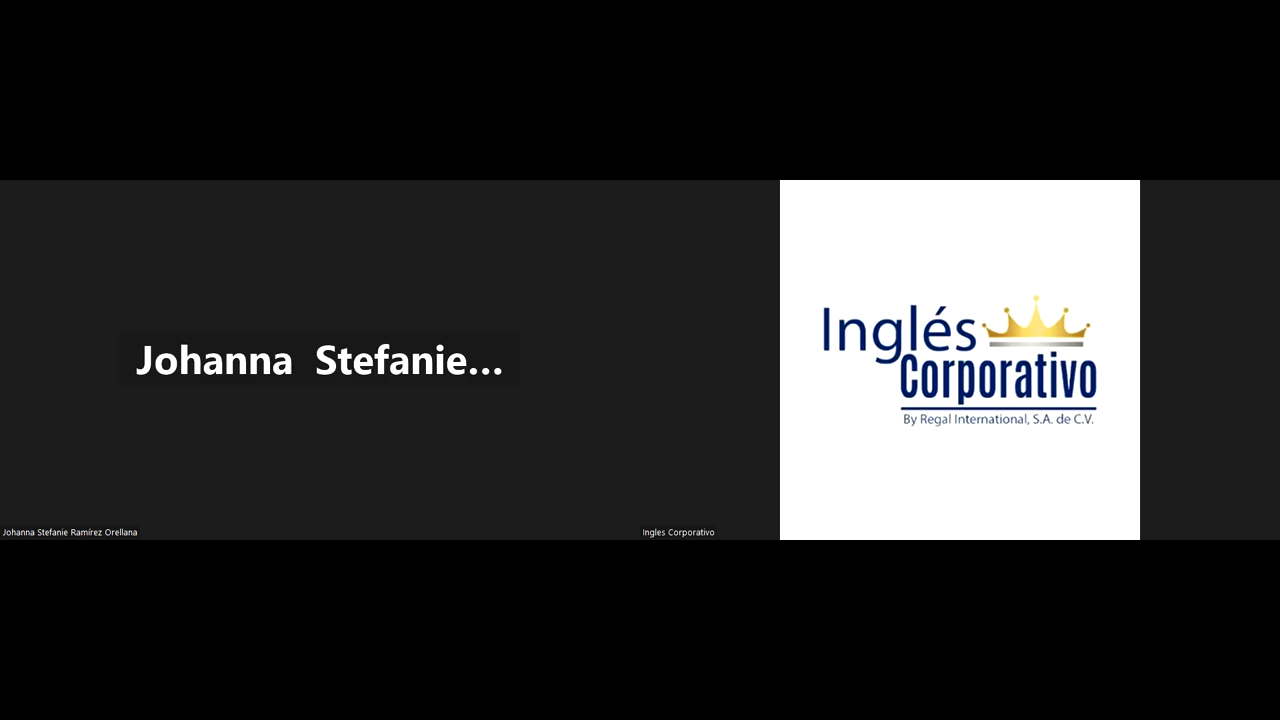 Johanna  Stefanie...
Johanna Stefanie Ramírez Orellana
Inglés
Corporativo
By Regal International, S.A. de C.V.
Ingles Corporativo